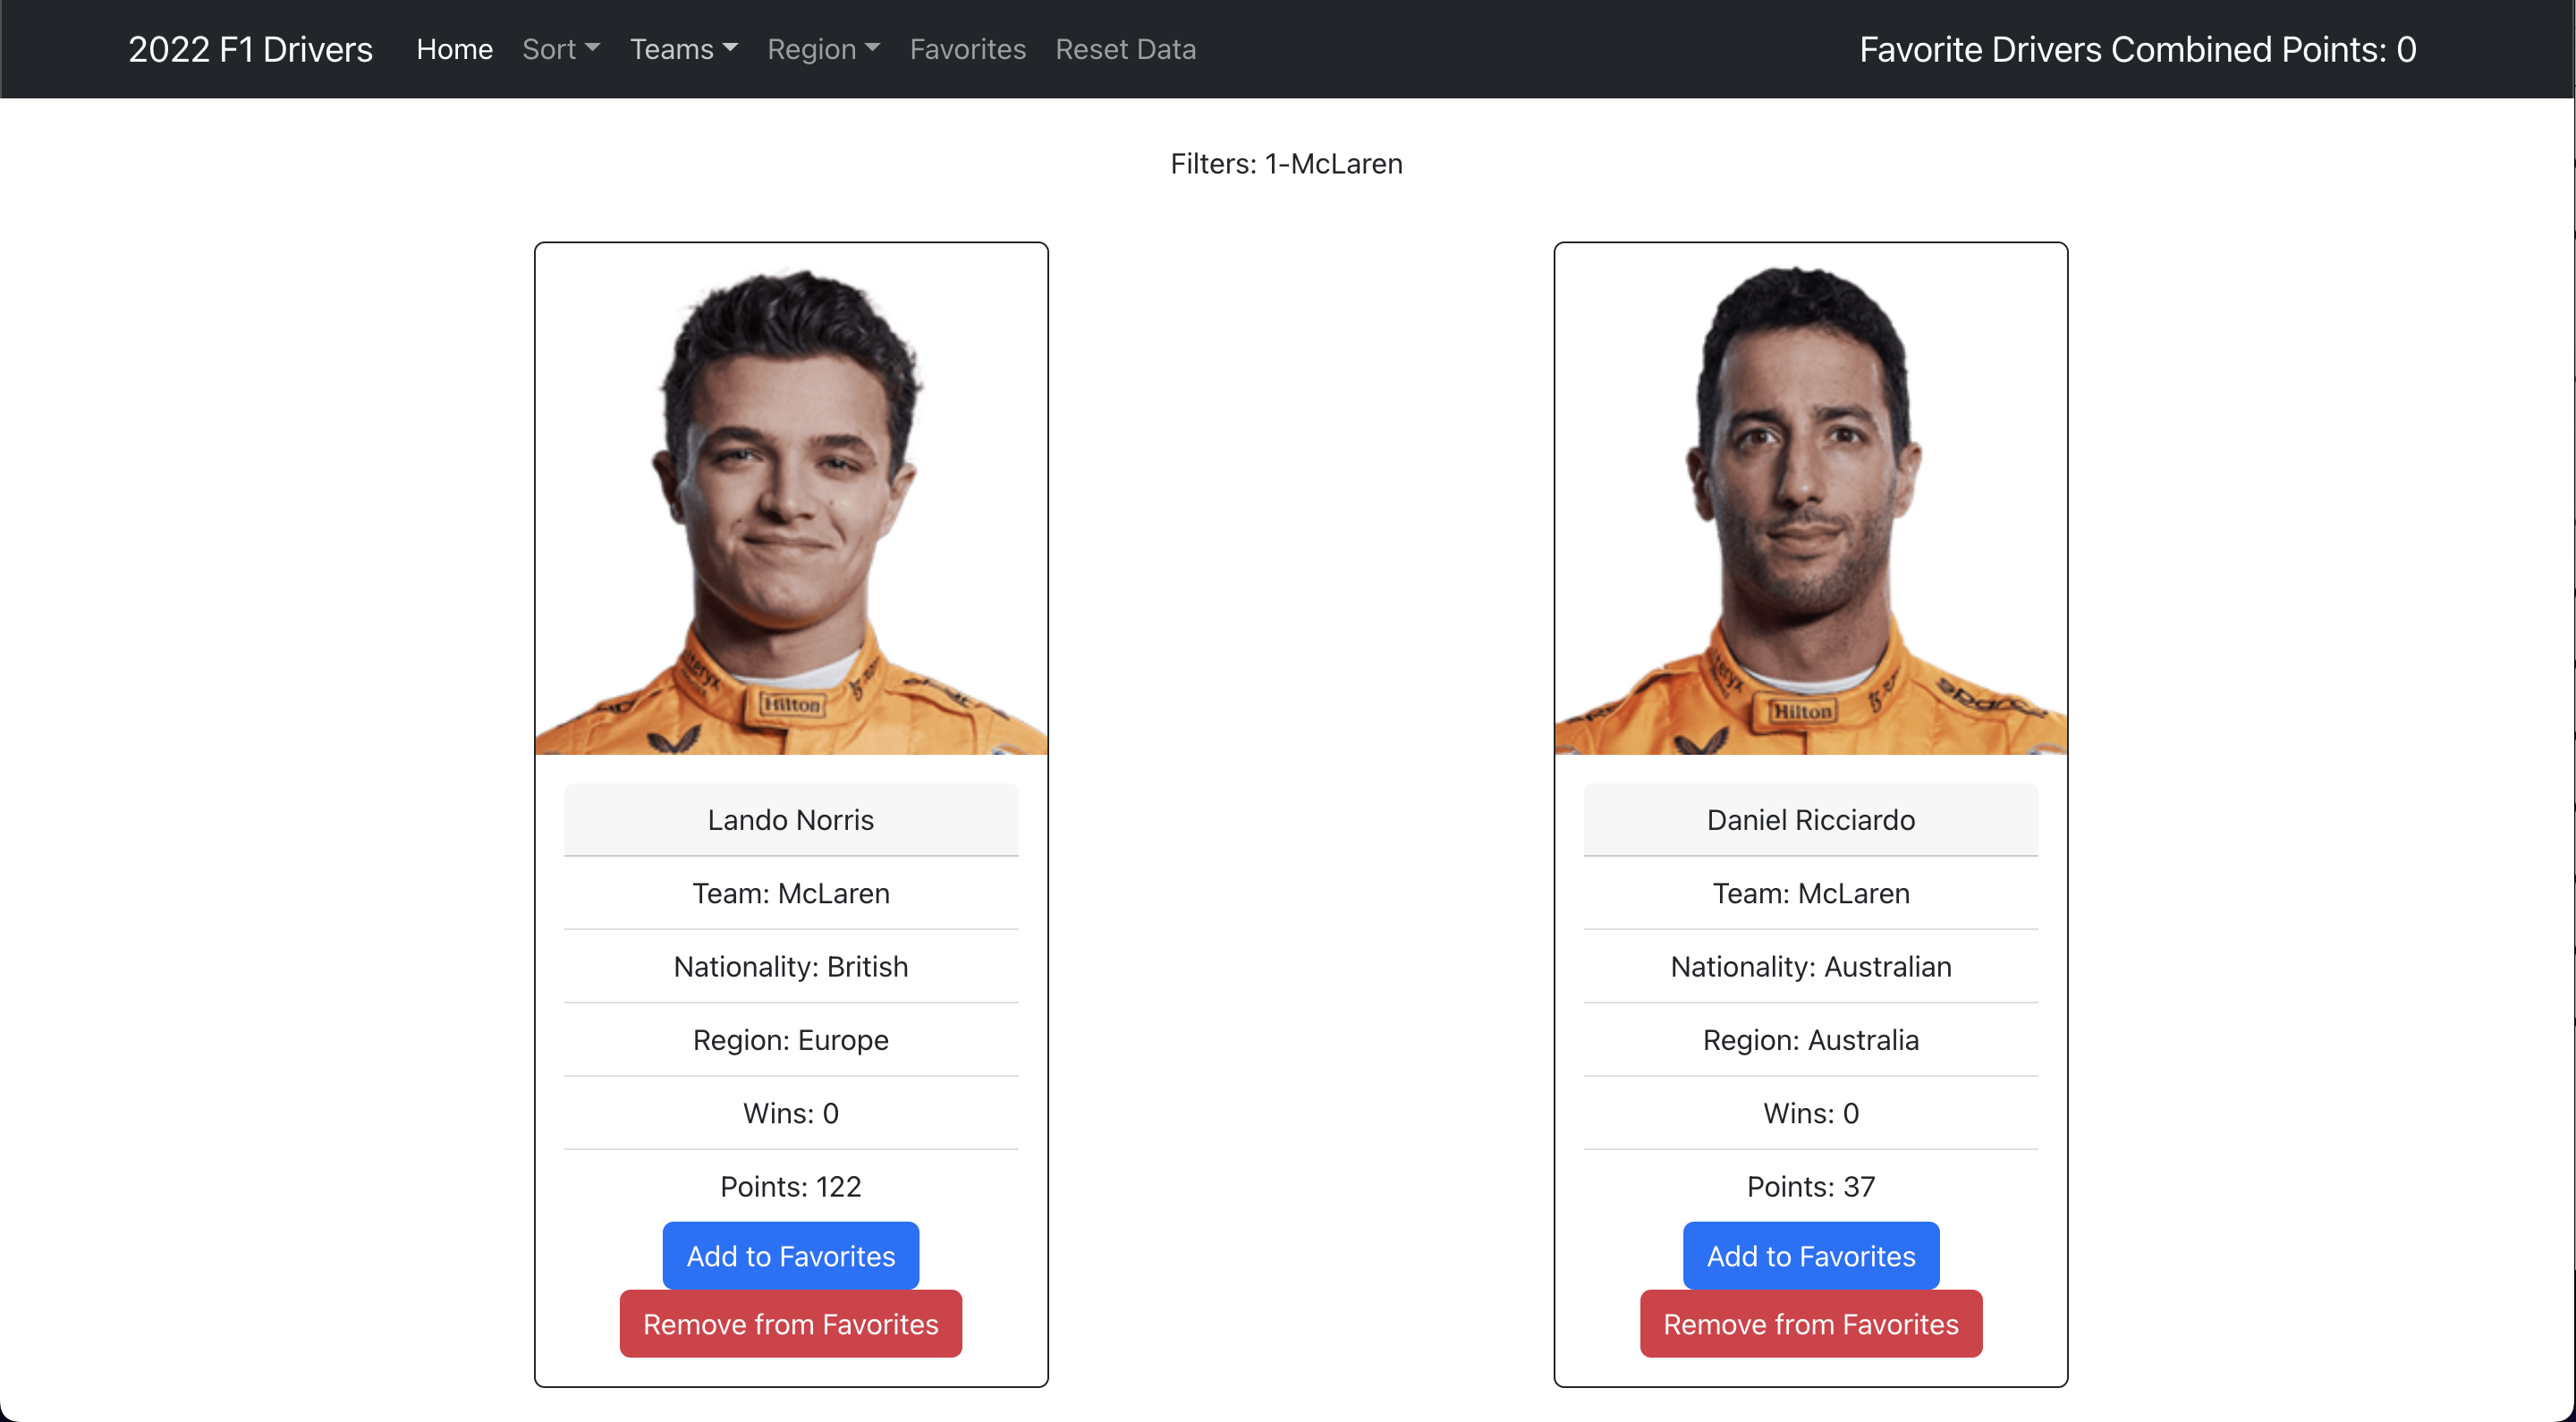 2022 F1 Drivers Home Sort Teams Region Favorites Reset Data Favorite Drivers Combined Points: 0
Filters: 1-McLaren
Hilton
Lando Norris
Team: McLaren
Nationality: British
Region: Europe
Wins: 0
Points: 122
Add to Favorites
Remove from Favorites
Hilton
Daniel Ricciardo
Team: McLaren
Nationality: Australian
Region: Australia
Wins: 0
Points: 37
Add to Favorites
Remove from Favorites